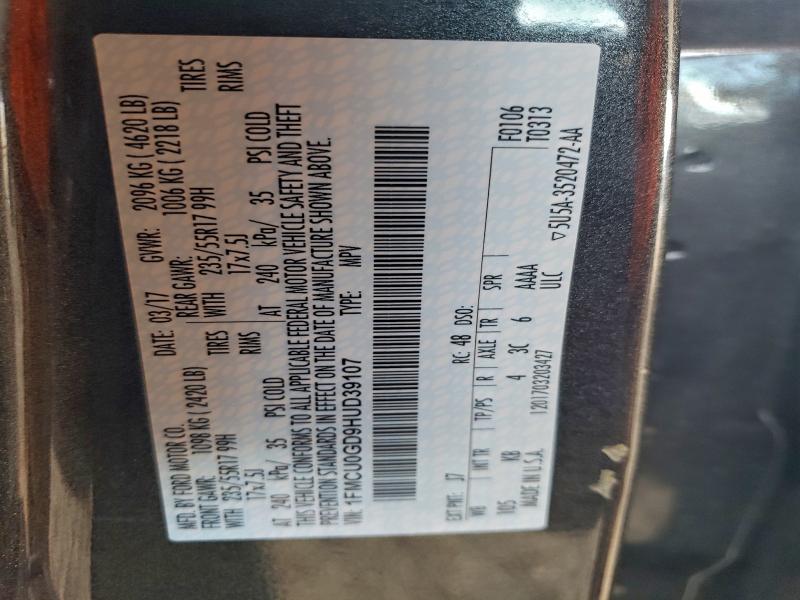 MFD. BY FORD MOTOR CO.
DATE: 03/17 GVWR: 2096 KG ( 4620 LB)
FRONT GAWR: 1098 KG ( 2420 LB) REAR GAWR: 1006 KG ( 2218 LB)
WITH 235/55R17 99H TIRES WITH 235/55R17 99H TIRES
17x7.5J RIMS 17x7.5J RIMS
AT 240 kPa/ 35 PSI COLD AT 240 kPa/ 35 PSI COLD
THIS VEHICLE CONFORMS TO ALL APPLICABLE FEDERAL MOTOR VEHICLE SAFETY AND THEFT
PREVENTION STANDARDS IN EFFECT ON THE DATE OF MANUFACTURE SHOWN ABOVE.
VIN: 1FMCU0GD9HUD39107 TYPE: MPV
EXT PNT: J7 RC: 48 DSO: F0106
WB INT TR TP/PS R AXLE TR SPR T0313
105 KB 4 3C 6 AAAA
ULC
MADE IN U.S.A. 1201703203427 ▽5U5A-3520472-AA